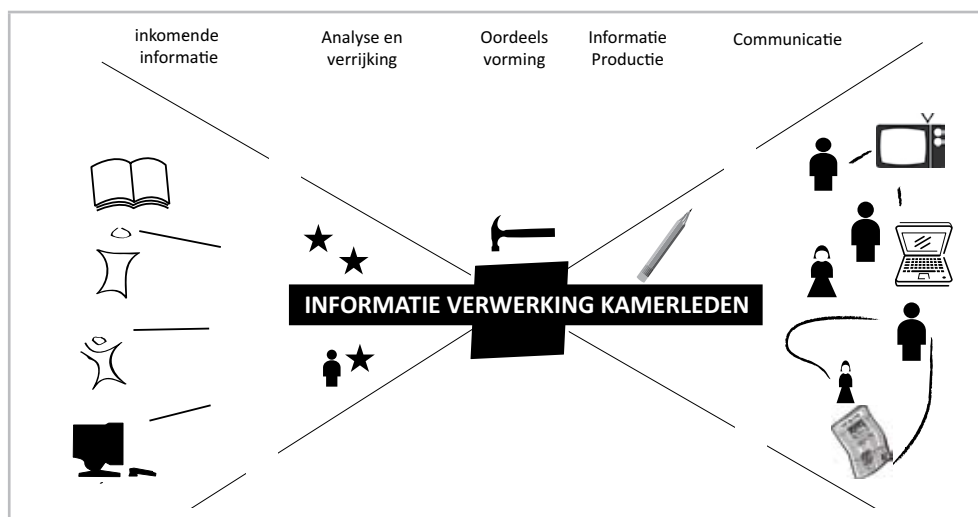 inkomende
informatie
Analyse en
verrijking
Oordeels
vorming
Informatie
Productie
Communicatie
INFORMATIE VERWERKING KAMERLEDEN